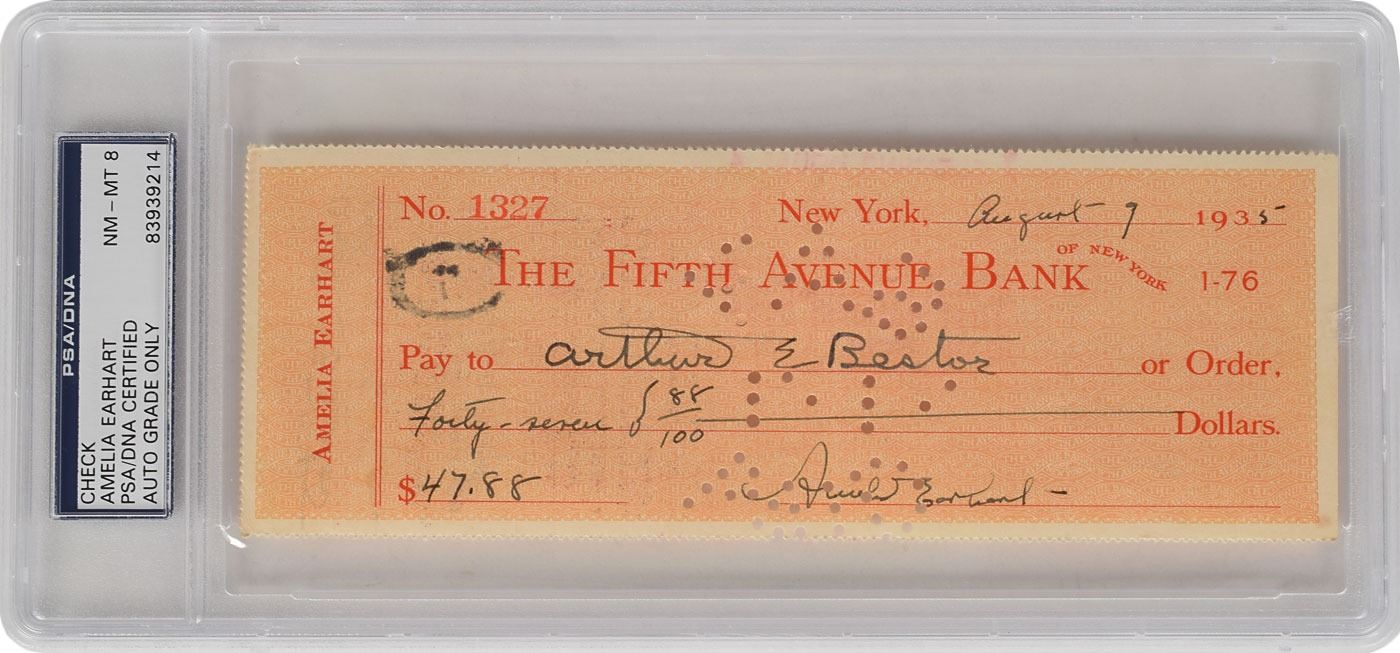 PSA/DNA
CHECK
AMELIA EARHART
PSA/DNA CERTIFIED
AUTO GRADE ONLY
NM-MT 8
83939214
AMELIA EARHART
No. 1327
New York, August 9 1935
THE FIFTH AVENUE BANK OF NEW YORK 1-76
Pay to Arthur E Bestor or Order,
Forty-seven 88/100 Dollars.
$47.88
Amelia Earhart